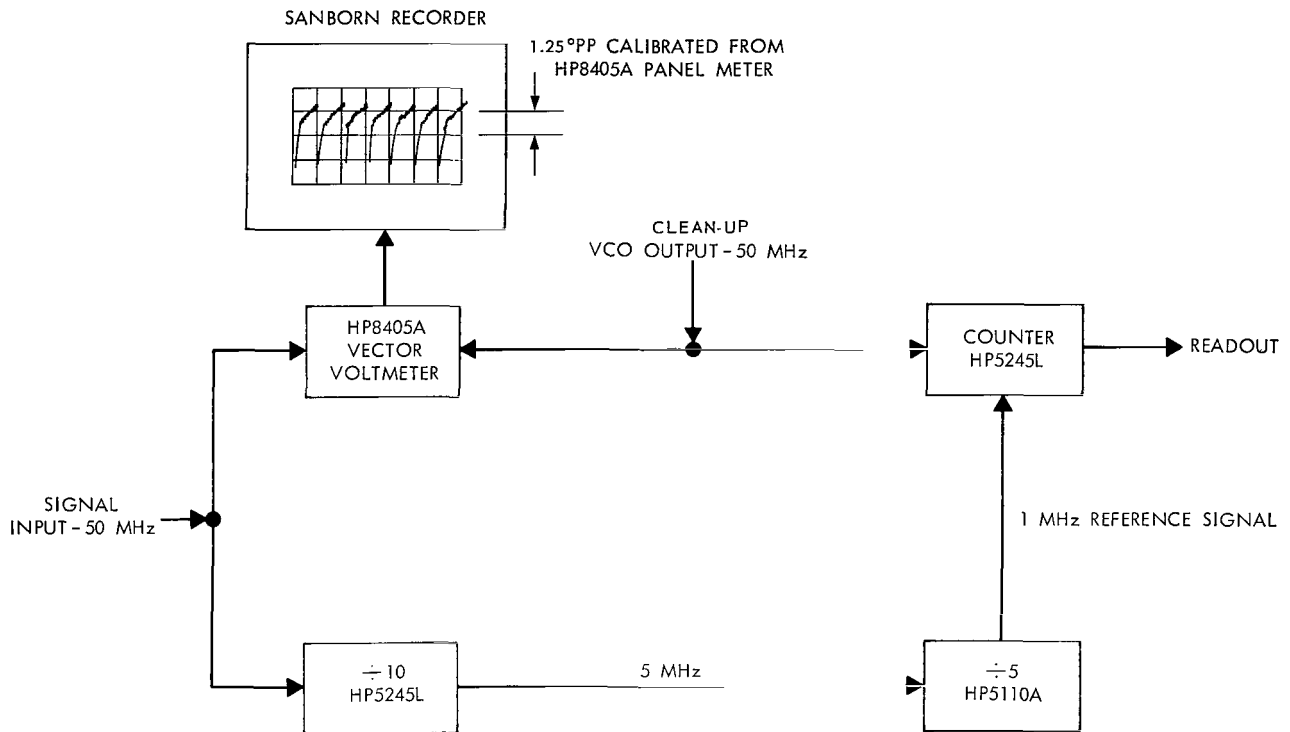 SANBORN RECORDER
1.25°PP CALIBRATED FROM
HP8405A PANEL METER
CLEAN-UP
VCO OUTPUT - 50 MHz
HP8405A
VECTOR
VOLTMETER
COUNTER
HP5245L
READOUT
SIGNAL
INPUT - 50 MHz
1 MHz REFERENCE SIGNAL
÷10
HP5245L
5 MHz
÷5
HP5110A